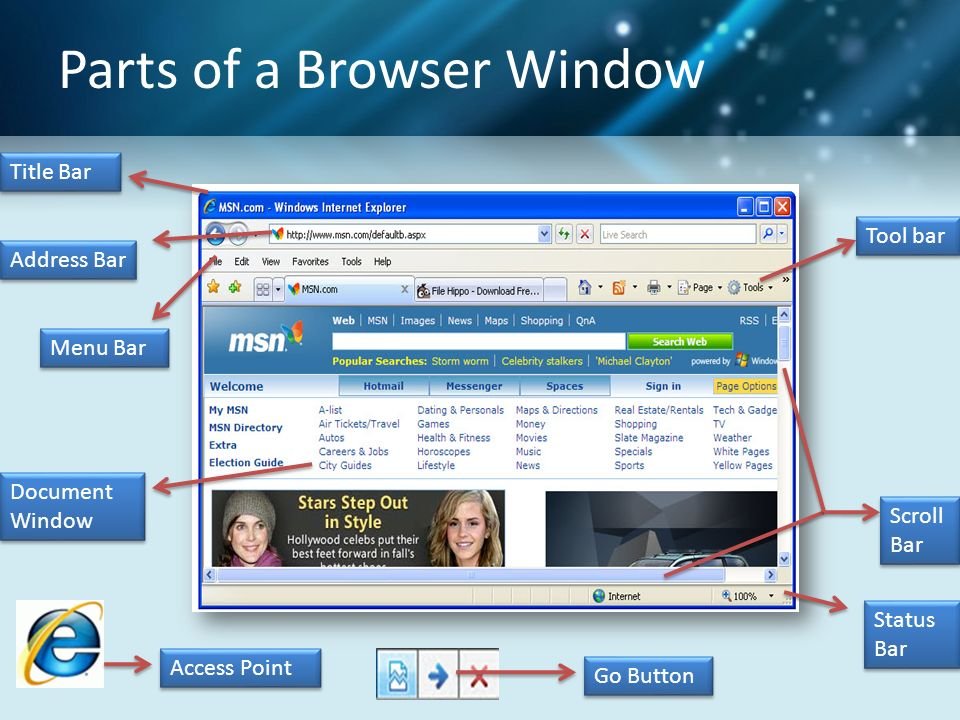 Parts of a Browser Window
Title Bar
MSN.com - Windows Internet Explorer
Tool bar
http://www.msn.com/defaultb.aspx
Live Search
Address Bar
File Edit View Favorites Tools Help
MSN.com
File Hippo - Download Fre...
Page
Tools
Menu Bar
Web | MSN | Images | News | Maps | Shopping | QnA
RSS |
msn
Search Web
Popular Searches: Storm worm | Celebrity stalkers | 'Michael Clayton'
powered by Window
Welcome
Hotmail
Messenger
Spaces
Sign in
Page Options
My MSN
MSN Directory
Extra
Election Guide
A-list
Air Tickets/Travel
Autos
Careers & Jobs
City Guides
Dating & Personals
Games
Health & Fitness
Horoscopes
Lifestyle
Maps & Directions
Money
Movies
Music
News
Real Estate/Rentals
Shopping
Slate Magazine
Specials
Sports
Tech & Gadge
TV
Weather
White Pages
Yellow Pages
Document
Window
Stars Step Out
in Style
Hollywood celebs put their
best feet forward in fall's
hottest shoes
Scroll
Bar
Internet
100%
Status
Bar
Access Point
Go Button